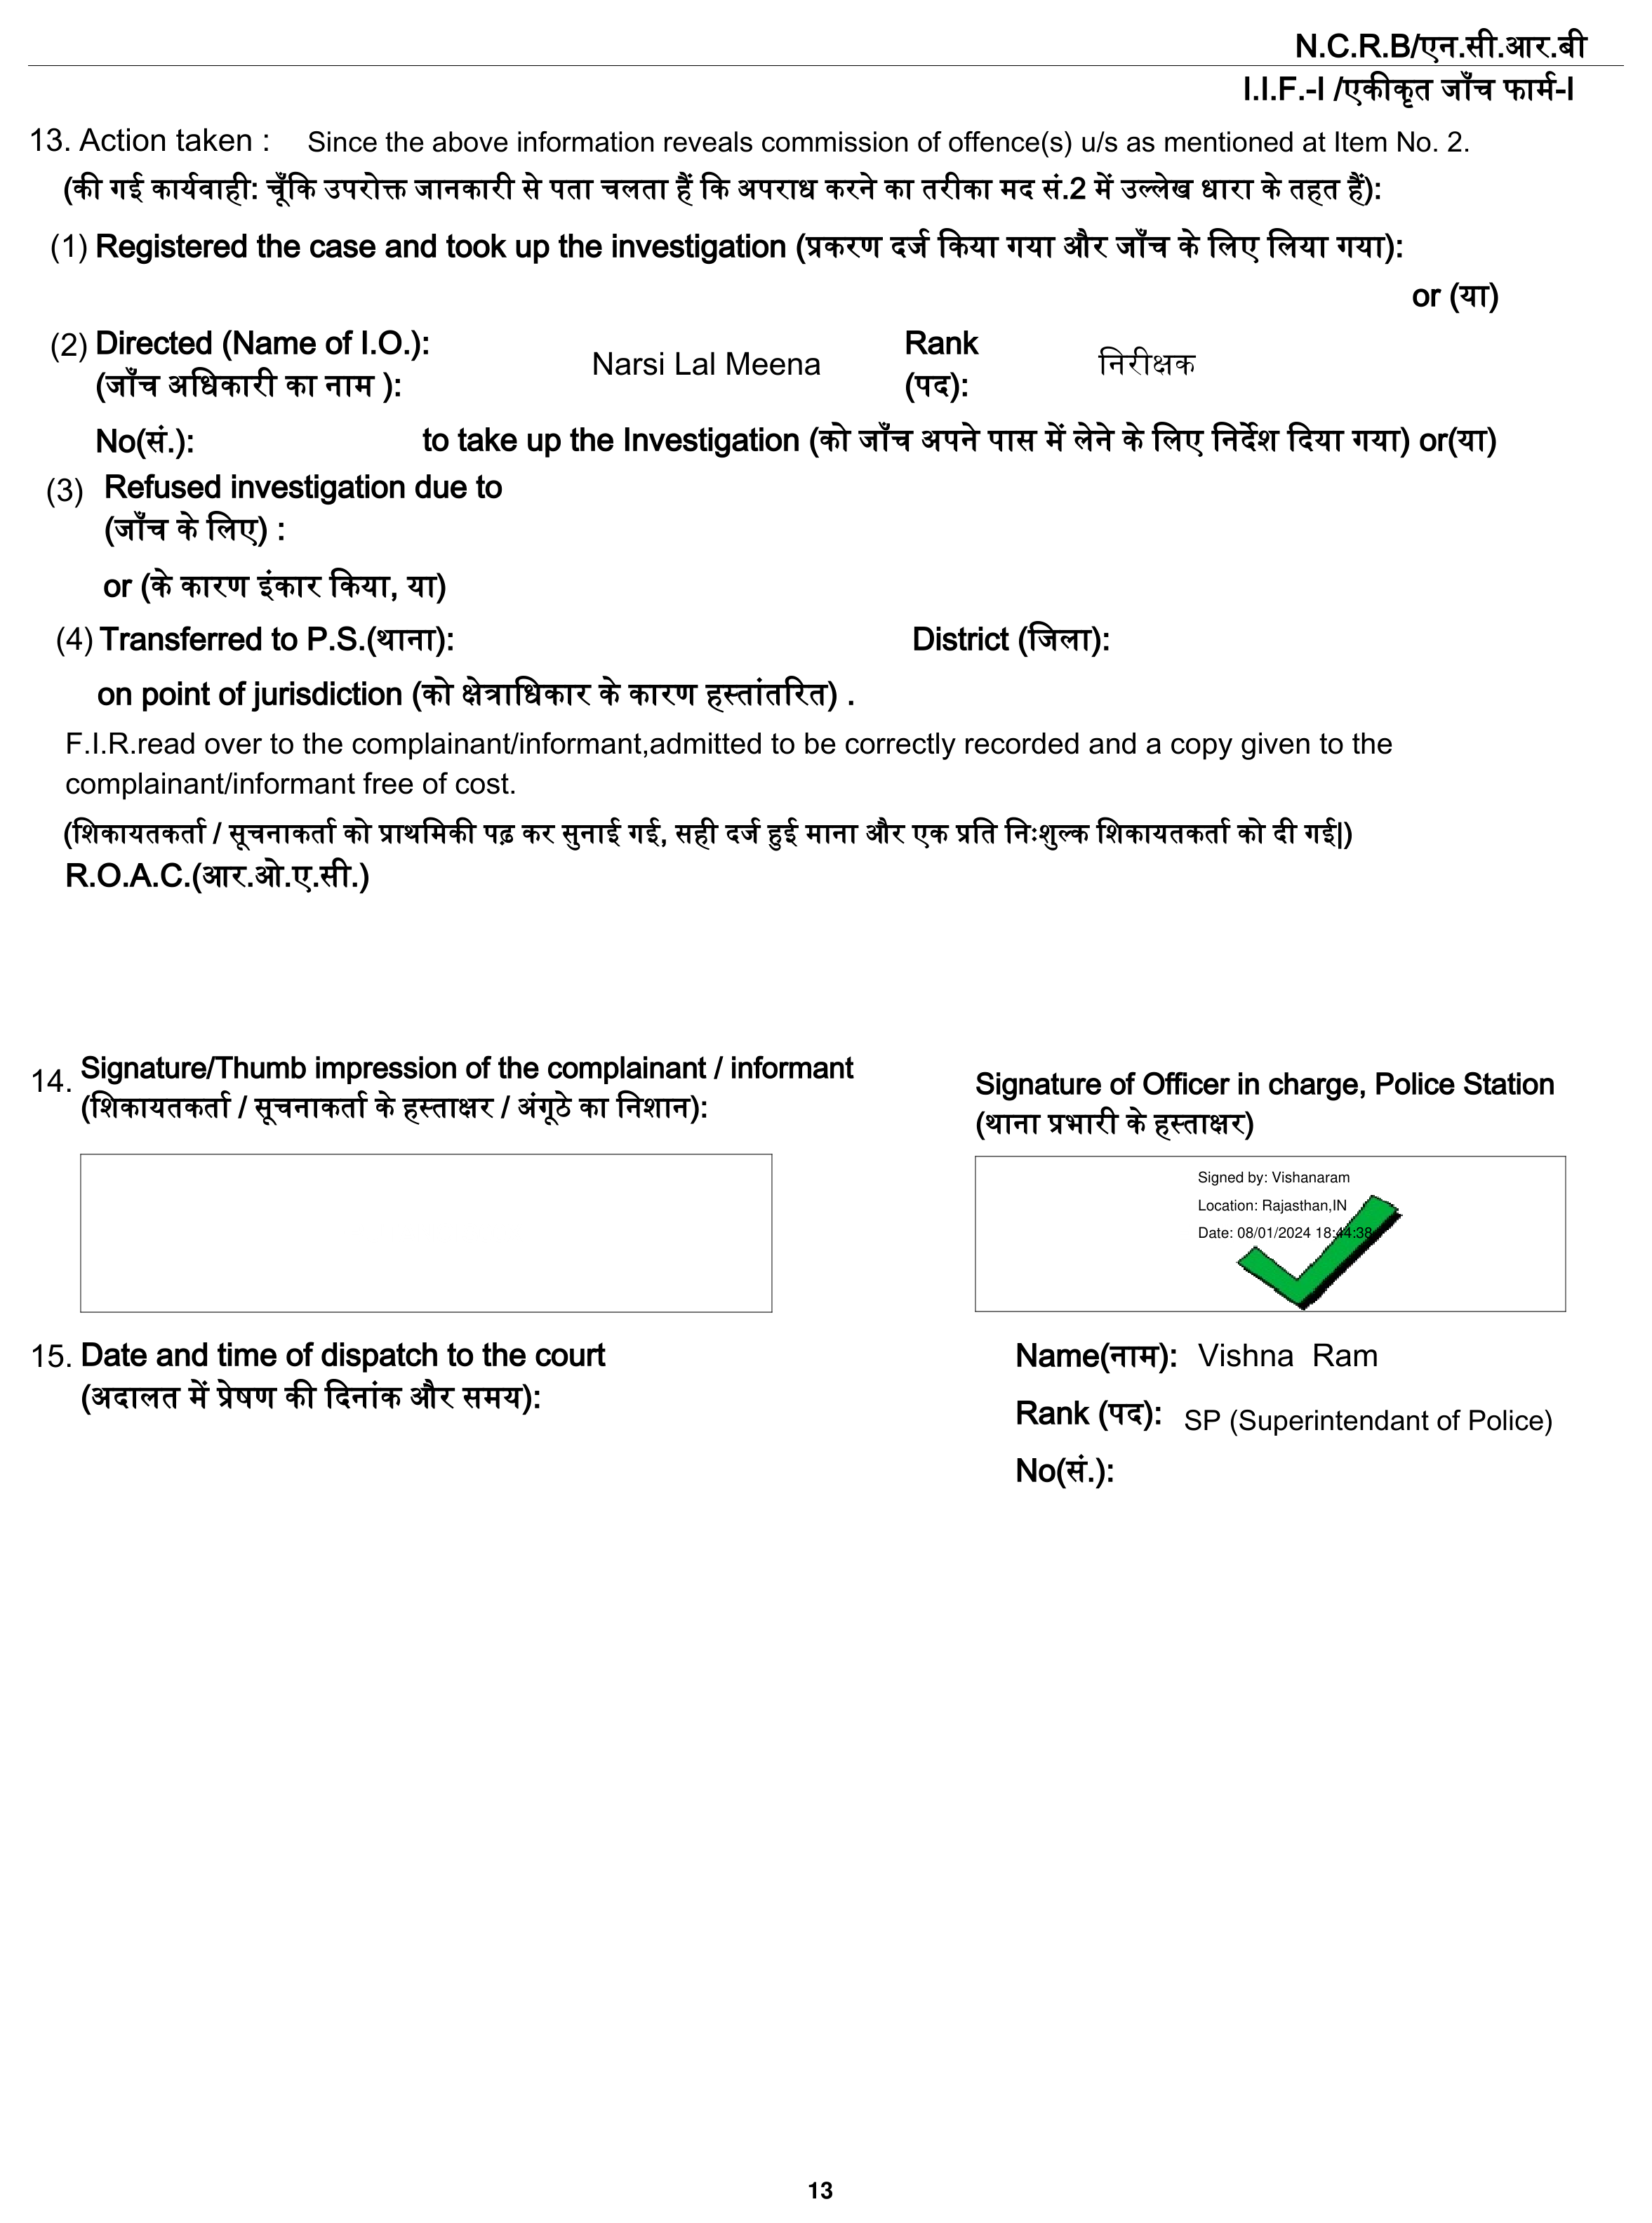 N.C.R.B/एन.सी.आर.बी
I.I.F.-I /एकीकृत जाँच फार्म-I
13. Action taken : Since the above information reveals commission of offence(s) u/s as mentioned at Item No. 2.
(की गई कार्यवाही: चूँकि उपरोक्त जानकारी से पता चलता हैं कि अपराध करने का तरीका मद सं.2 में उल्लेख धारा के तहत हैं):
(1) Registered the case and took up the investigation (प्रकरण दर्ज किया गया और जाँच के लिए लिया गया):
or (या)
(2) Directed (Name of I.O.): Narsi Lal Meena Rank निरीक्षक
(जाँच अधिकारी का नाम ): (पद):
No(सं.): to take up the Investigation (को जाँच अपने पास में लेने के लिए निर्देश दिया गया) or(या)
(3) Refused investigation due to
(जाँच के लिए) :
or (के कारण इंकार किया, या)
(4) Transferred to P.S.(थाना): District (जिला):
on point of jurisdiction (को क्षेत्राधिकार के कारण हस्तांतरित) .
F.I.R.read over to the complainant/informant,admitted to be correctly recorded and a copy given to the
complainant/informant free of cost.
(शिकायतकर्ता / सूचनाकर्ता को प्राथमिकी पढ़ कर सुनाई गई, सही दर्ज हुई माना और एक प्रति निःशुल्क शिकायतकर्ता को दी गई|)
R.O.A.C.(आर.ओ.ए.सी.)
14. Signature/Thumb impression of the complainant / informant
(शिकायतकर्ता / सूचनाकर्ता के हस्ताक्षर / अंगूठे का निशान):
Signature of Officer in charge, Police Station
(थाना प्रभारी के हस्ताक्षर)
Signed by: Vishanaram
Location: Rajasthan,IN
Date: 08/01/2024 18:44:38
15. Date and time of dispatch to the court
(अदालत में प्रेषण की दिनांक और समय):
Name(नाम): Vishna Ram
Rank (पद): SP (Superintendant of Police)
No(सं.):
13